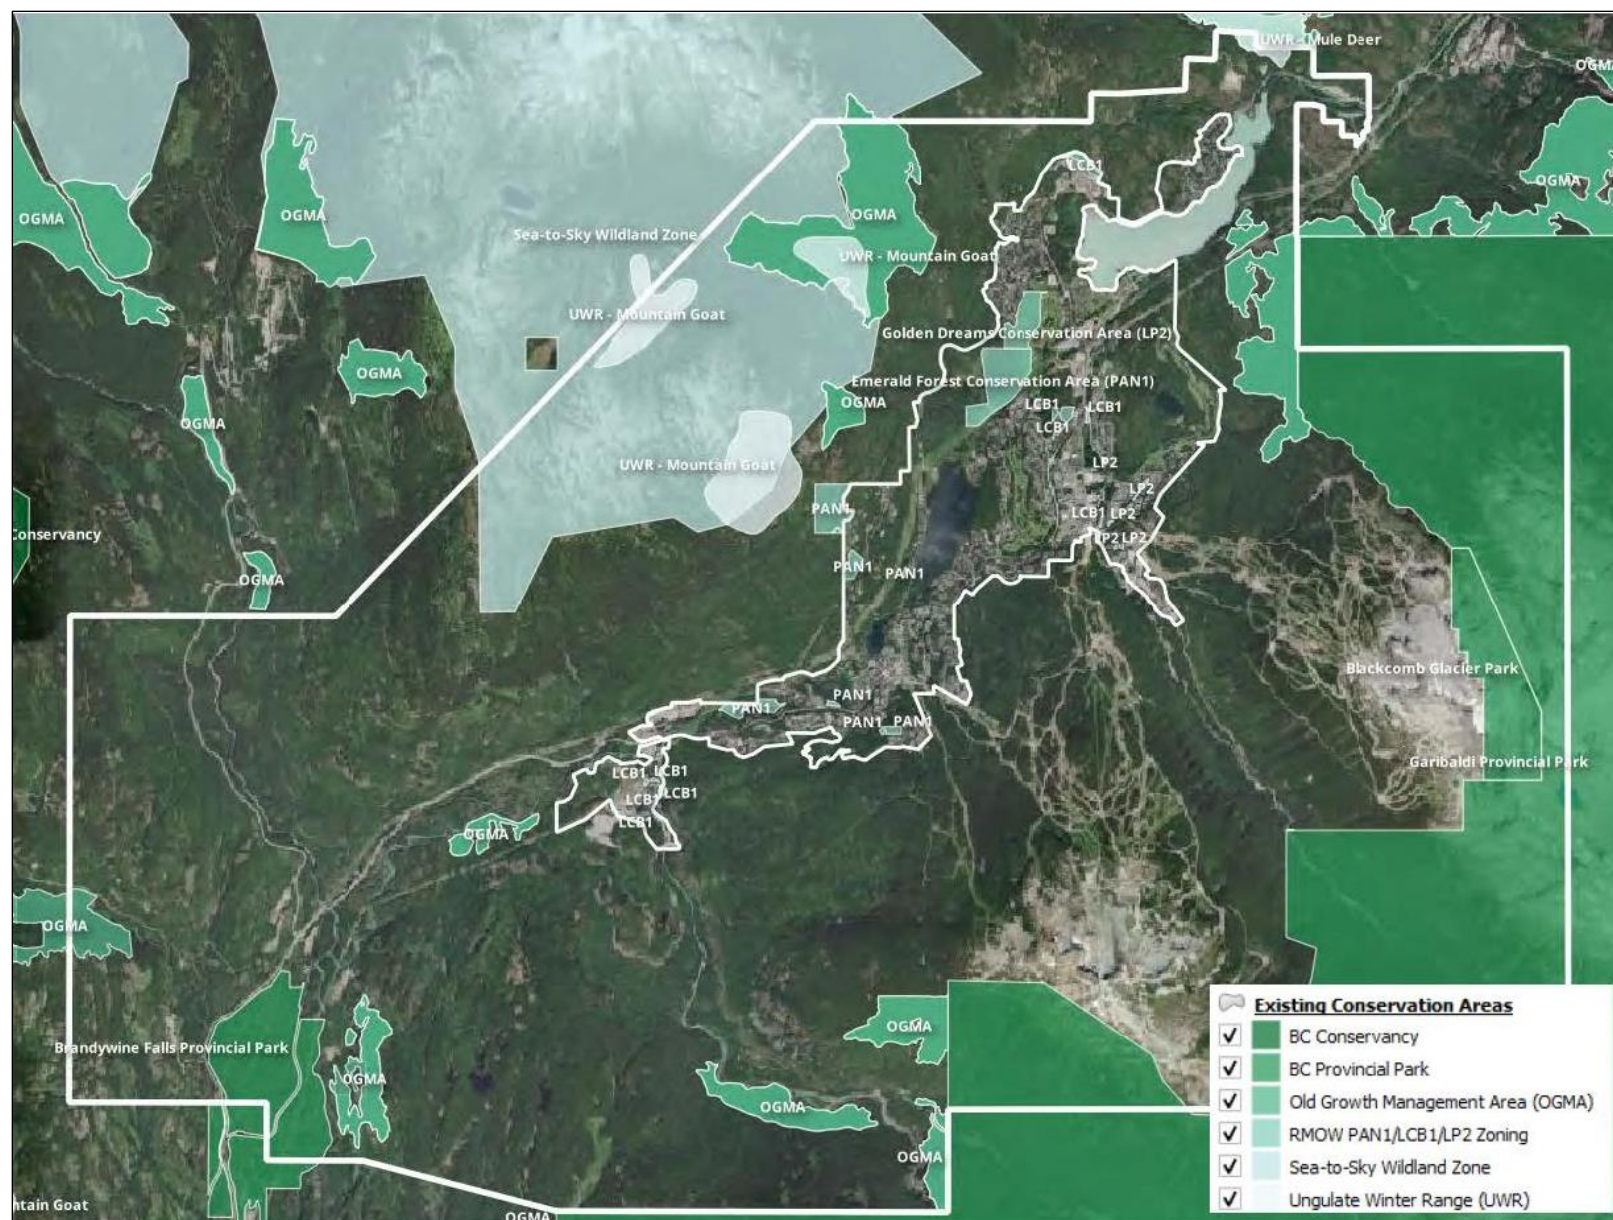 UWR - Mule Deer
OGMA
LCB1
OGMA
OGMA
OGMA
OGMA
Sea-to-Sky Wildland Zone
UWR - Mountain Goat
UWR - Mountain Goat
Golden Dreams Conservation Area (LP2)
OGMA
Emerald Forest Conservation Area (PAN1)
OGMA
LCB1
LCB1
OGMA
LCB1
UWR - Mountain Goat
LP2
LP2
PAN1
LCB1
LP2
Conservancy
LP2
LP2
PAN1
PAN1
OGMA
Blackcomb Glacier Park
PAN1
PAN1
PAN1
PAN1
Garibaldi Provincial Park
LCB1
LCB1
LCB1
LCB1
LCB1
OGMA
OGMA
OGMA
Brandywine Falls Provincial Park
OGMA
OGMA
OGMA
ntain Goat
OGMA
Existing Conservation Areas
BC Conservancy
BC Provincial Park
Old Growth Management Area (OGMA)
RMOW PAN1/LCB1/LP2 Zoning
Sea-to-Sky Wildland Zone
Ungulate Winter Range (UWR)